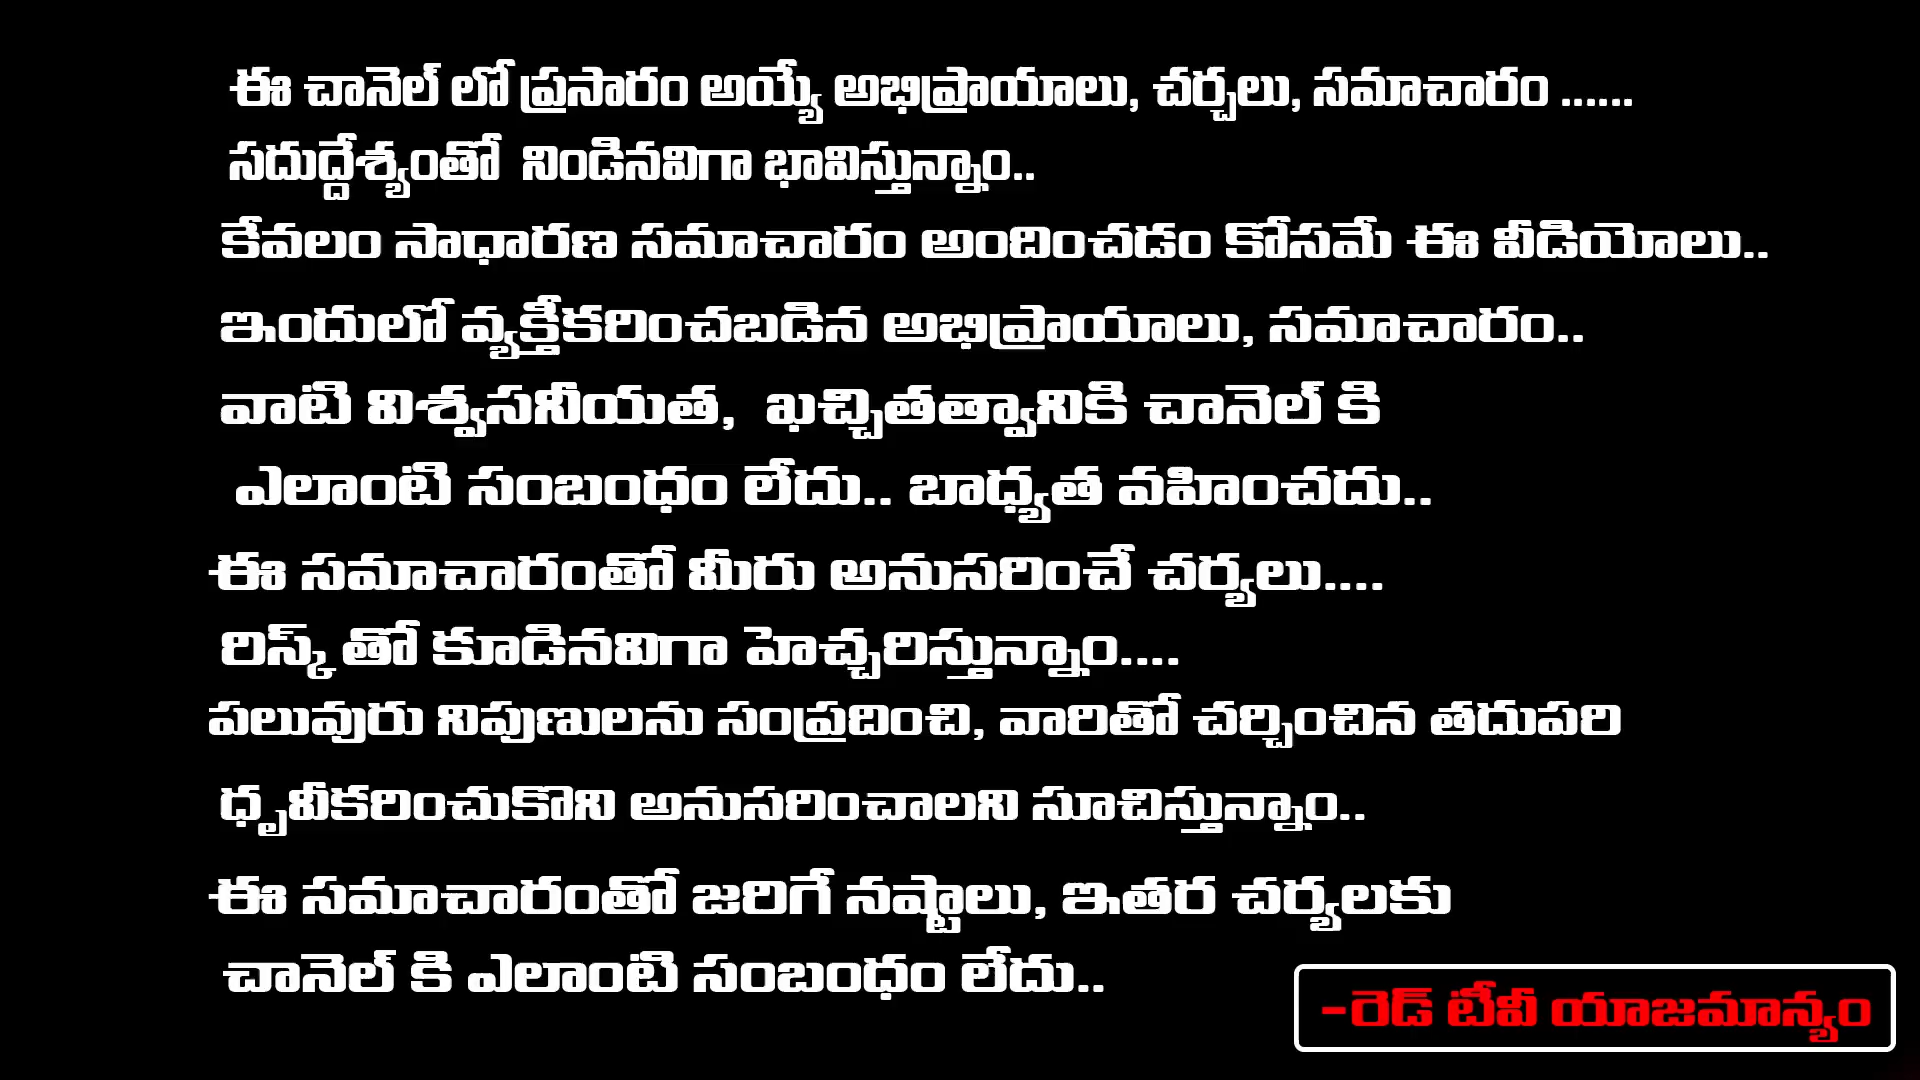 ఈ చానెల్ లో ప్రసారం అయ్యే అభిప్రాయాలు, చర్చలు, సమాచారం ......
సదుద్దేశ్యంతో నిండినవిగా భావిస్తున్నాం..
కేవలం సాధారణ సమాచారం అందించడం కోసమే ఈ వీడియోలు..
ఇందులో వ్యక్తీకరించబడిన అభిప్రాయాలు, సమాచారం..
వాటి విశ్వసనీయత, ఖచ్చితత్వానికి చానెల్ కి
ఎలాంటి సంబంధం లేదు.. బాధ్యత వహించదు..
ఈ సమాచారంతో మీరు అనుసరించే చర్యలు....
రిస్క్ తో కూడినవిగా హెచ్చరిస్తున్నాం....
పలువురు నిపుణులను సంప్రదించి, వారితో చర్చించిన తదుపరి
ధృవీకరించుకొని అనుసరించాలని సూచిస్తున్నాం..
ఈ సమాచారంతో జరిగే నష్టాలు, ఇతర చర్యలకు
చానెల్ కి ఎలాంటి సంబంధం లేదు..
-రెడ్ టీవీ యాజమాన్యం